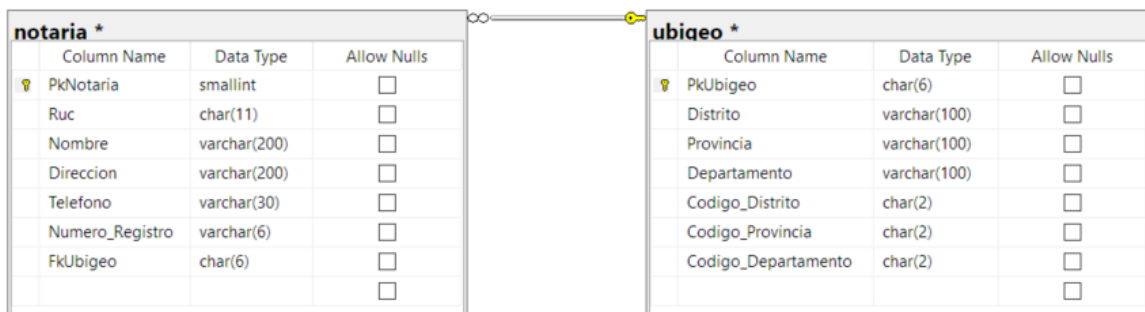 notaria *
Column Name Data Type Allow Nulls
PkNotaria smallint
Ruc char(11)
Nombre varchar(200)
Direccion varchar(200)
Telefono varchar(30)
Numero_Registro varchar(6)
FkUbigeo char(6)
ubigeo *
Column Name Data Type Allow Nulls
PkUbigeo char(6)
Distrito varchar(100)
Provincia varchar(100)
Departamento varchar(100)
Codigo_Distrito char(2)
Codigo_Provincia char(2)
Codigo_Departamento char(2)